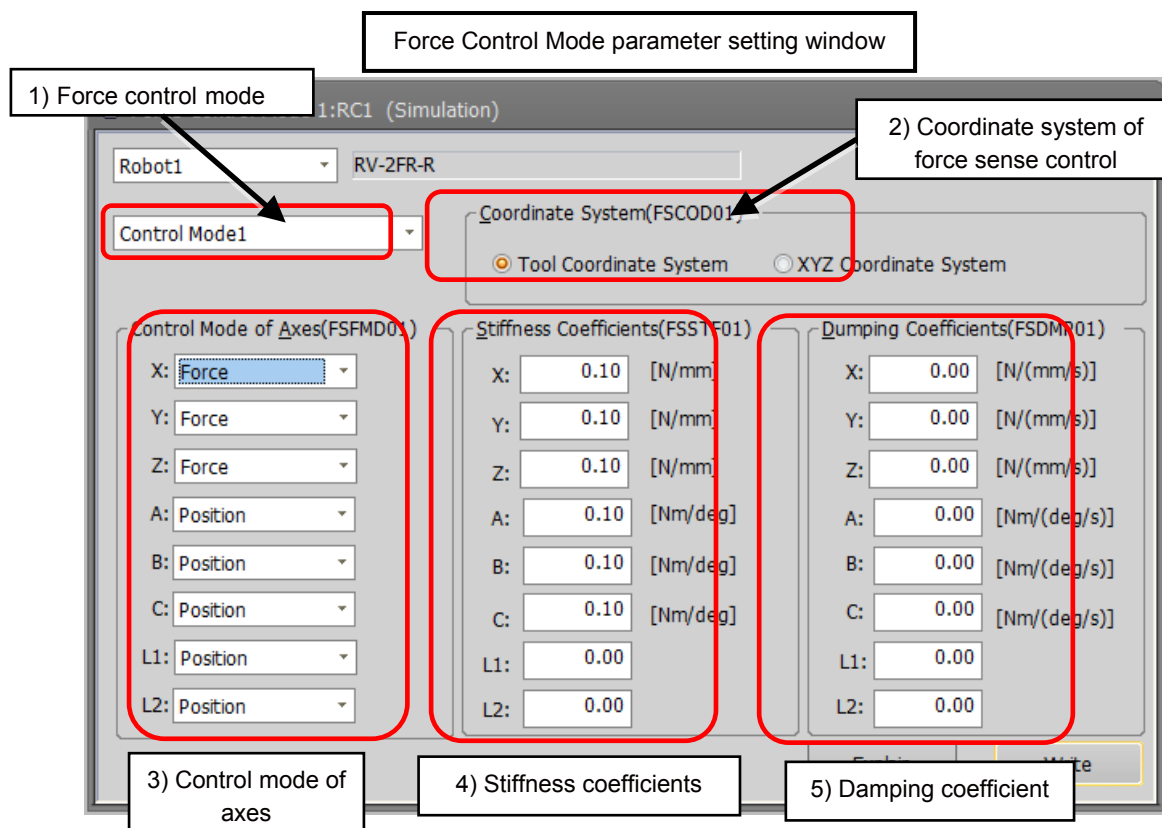 Force Control Mode parameter setting window
1) Force control mode
1:RC1 (Simulation)
2) Coordinate system of
force sense control
Robot1
RV-2FR-R
Control Mode1
Coordinate System(FSCOD01)
Tool Coordinate System
XYZ Coordinate System
Control Mode of Axes(FSFMD01)
X: Force
Y: Force
Z: Force
A: Position
B: Position
C: Position
L1: Position
L2: Position
Stiffness Coefficients(FSSTF01)
X: 0.10 [N/mm]
Y: 0.10 [N/mm]
Z: 0.10 [N/mm]
A: 0.10 [Nm/deg]
B: 0.10 [Nm/deg]
C: 0.10 [Nm/deg]
L1: 0.00
L2: 0.00
Dumping Coefficients(FSDMP01)
X: 0.00 [N/(mm/s)]
Y: 0.00 [N/(mm/s)]
Z: 0.00 [N/(mm/s)]
A: 0.00 [Nm/(deg/s)]
B: 0.00 [Nm/(deg/s)]
C: 0.00 [Nm/(deg/s)]
L1: 0.00
L2: 0.00
3) Control mode of
axes
4) Stiffness coefficients
5) Damping coefficient